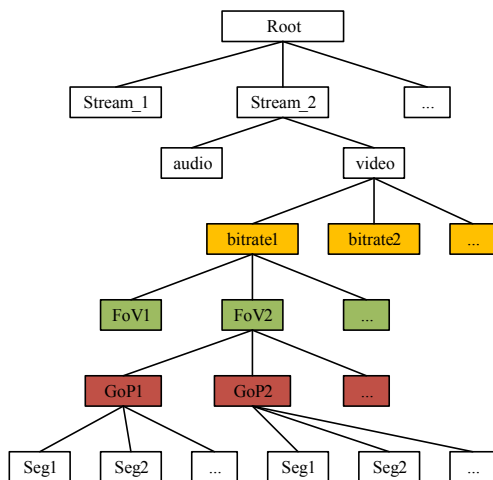 Root
Stream_1 Stream_2 ...
audio video
bitrate1 bitrate2 ...
FoV1 FoV2 ...
GoP1 GoP2 ...
Seg1 Seg2 ... Seg1 Seg2 ...